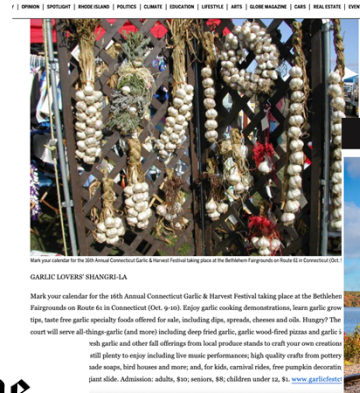 / | OPINION | SPOTLIGHT | RHODE ISLAND | POLITICS | CLIMATE | EDUCATION | LIFESTYLE | ARTS | GLOBE MAGAZINE | CARS | REAL ESTATE | EVEN
Mark your calendar for the 16th Annual Connecticut Garlic & Harvest Festival taking place at the Bethlehem Fairgrounds on Route 61 in Connecticut (Oct.
GARLIC LOVERS' SHANGRI-LA
Mark your calendar for the 16th Annual Connecticut Garlic & Harvest Festival taking place at the Bethlehem
Fairgrounds on Route 61 in Connecticut (Oct. 9-10). Enjoy garlic cooking demonstrations, learn garlic grow
tips, taste free garlic specialty foods offered for sale, including dips, spreads, cheeses and oils. Hungry? The
court will serve all-things-garlic (and more) including deep fried garlic, garlic wood-fired pizzas and garlic i
esh garlic and other fall offerings from local produce stands to craft your own creations
still plenty to enjoy including live music performances; high quality crafts from pottery
ade soaps, bird houses and more; and, for kids, carnival rides, free pumpkin decoratin
giant slide. Admission: adults, $10; seniors, $8; children under 12, $1. www.garlicfestct